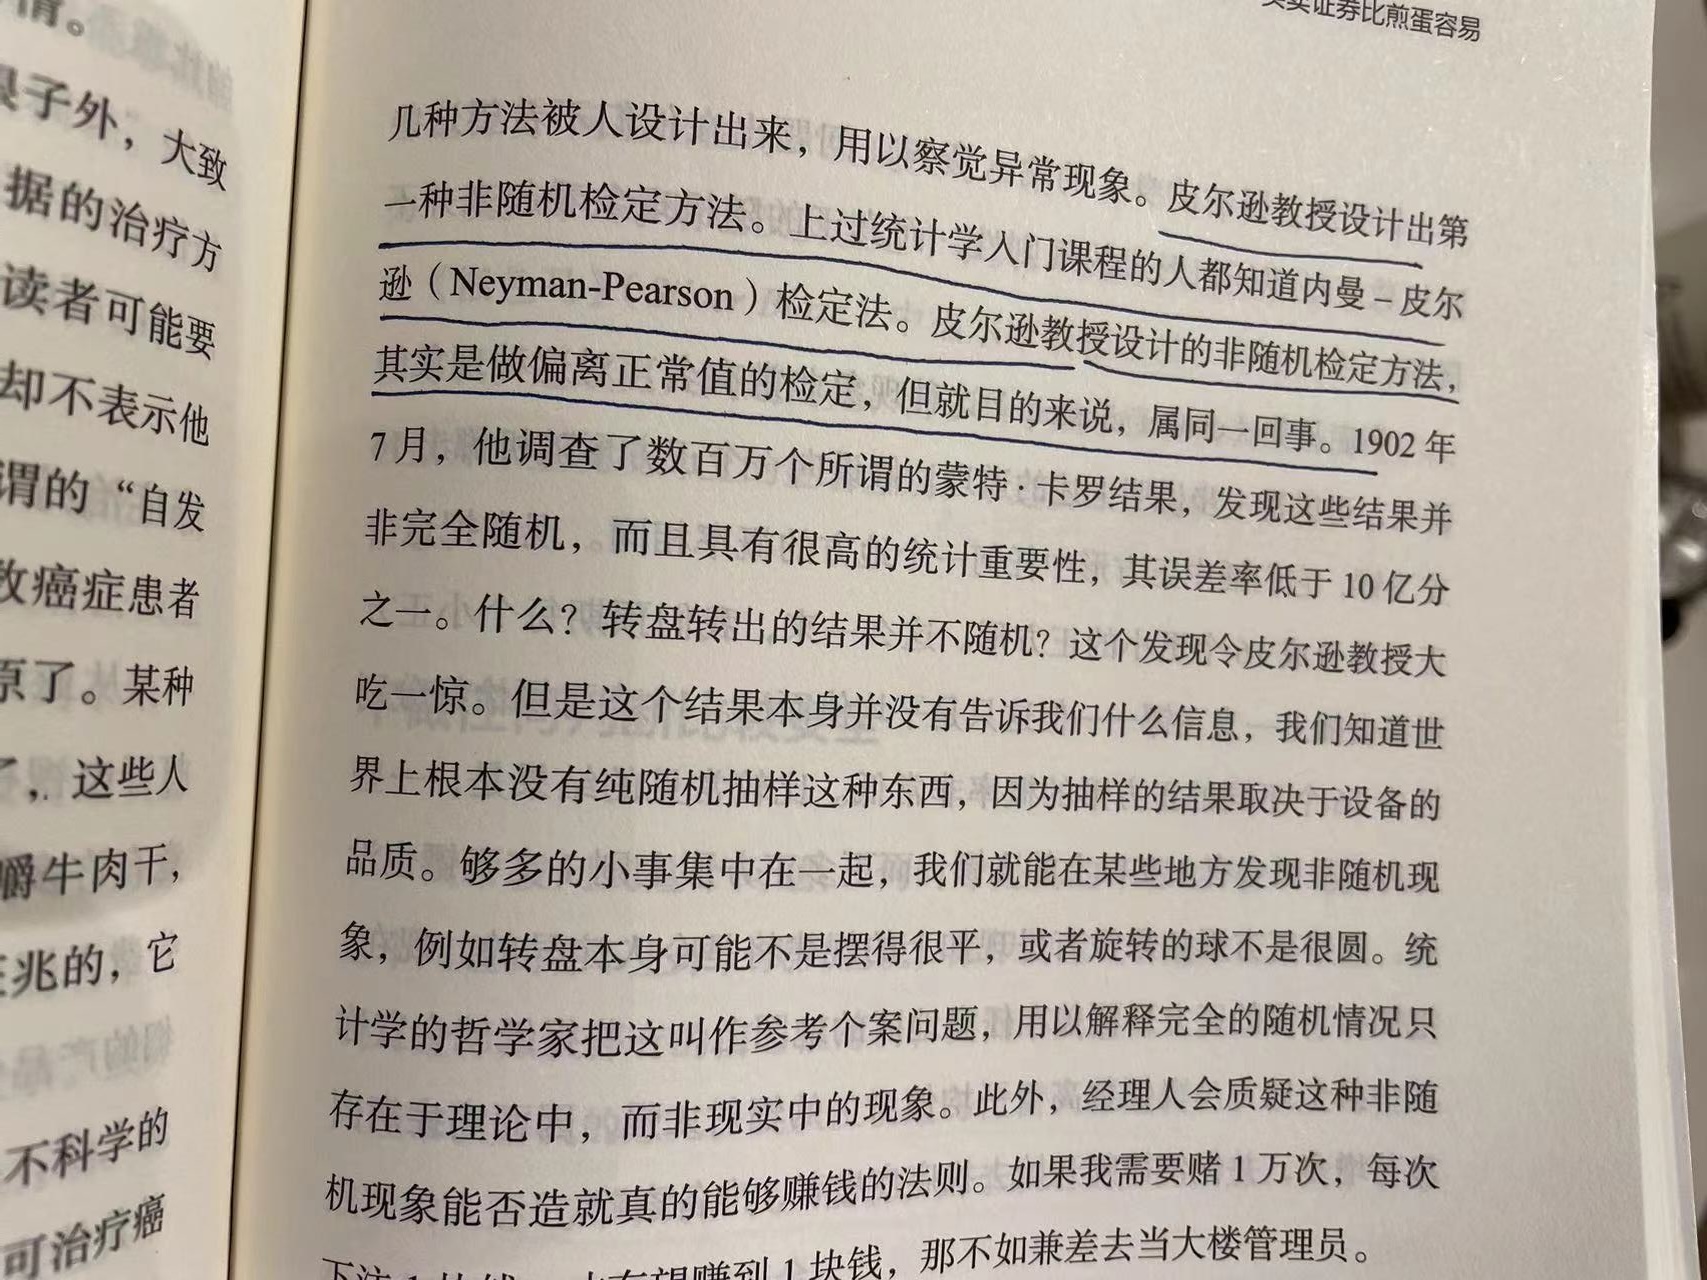 情。
鼻子外，大致
据的治疗方
读者可能要
却不表示他
谓的“自发
数癌症患者
原了。某种
了，这些人
嚼牛肉干，
兆的，它
不科学的
可治疗癌
买卖证券比煎蛋容易
几种方法被人设计出来，用以察觉异常现象。皮尔逊教授设计出第
一种非随机检定方法。上过统计学入门课程的人都知道内曼－皮尔
逊（Neyman-Pearson）检定法。皮尔逊教授设计的非随机检定方法，
其实是做偏离正常值的检定，但就目的来说，属同一回事。1902 年
7 月，他调查了数百万个所谓的蒙特·卡罗结果，发现这些结果并
非完全随机，而且具有很高的统计重要性，其误差率低于 10 亿分
之一。什么？转盘转出的结果并不随机？这个发现令皮尔逊教授大
吃一惊。但是这个结果本身并没有告诉我们什么信息，我们知道世
界上根本没有纯随机抽样这种东西，因为抽样的结果取决于设备的
品质。够多的小事集中在一起，我们就能在某些地方发现非随机现
象，例如转盘本身可能不是摆得很平，或者旋转的球不是很圆。统
计学的哲学家把这叫作参考个案问题，用以解释完全的随机情况只
存在于理论中，而非现实中的现象。此外，经理人会质疑这种非随
机现象能否造就真的能够赚钱的法则。如果我需要赌 1 万次，每次
赚到 1 块钱，那不如兼差去当大楼管理员。